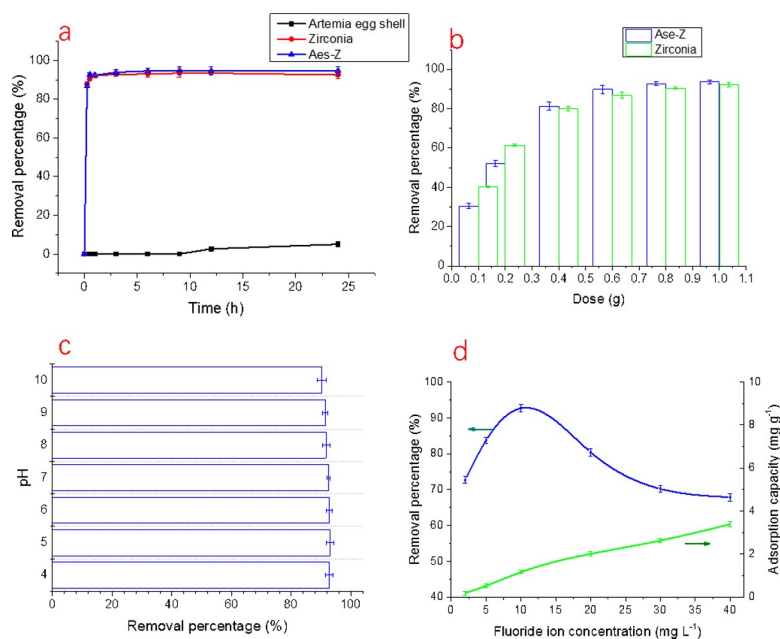 a
Artemia egg shell
Zirconia
Aes-Z
Removal percentage (%)
100
80
60
40
20
0
0 5 10 15 20 25
Time (h)
b
Ase-Z
Zirconia
Removal percentage (%)
100
80
60
40
20
0
0.0 0.1 0.2 0.3 0.4 0.5 0.6 0.7 0.8 0.9 1.0 1.1
Dose (g)
c
pH
10
9
8
7
6
5
4
0 20 40 60 80 100
Removal percentage (%)
d
Removal percentage (%)
100
90
80
70
60
50
40
10
8
6
4
2
0
Adsorption capacity (mg g⁻¹)
0 5 10 15 20 25 30 35 40
Fluoride ion concentration (mg L⁻¹)